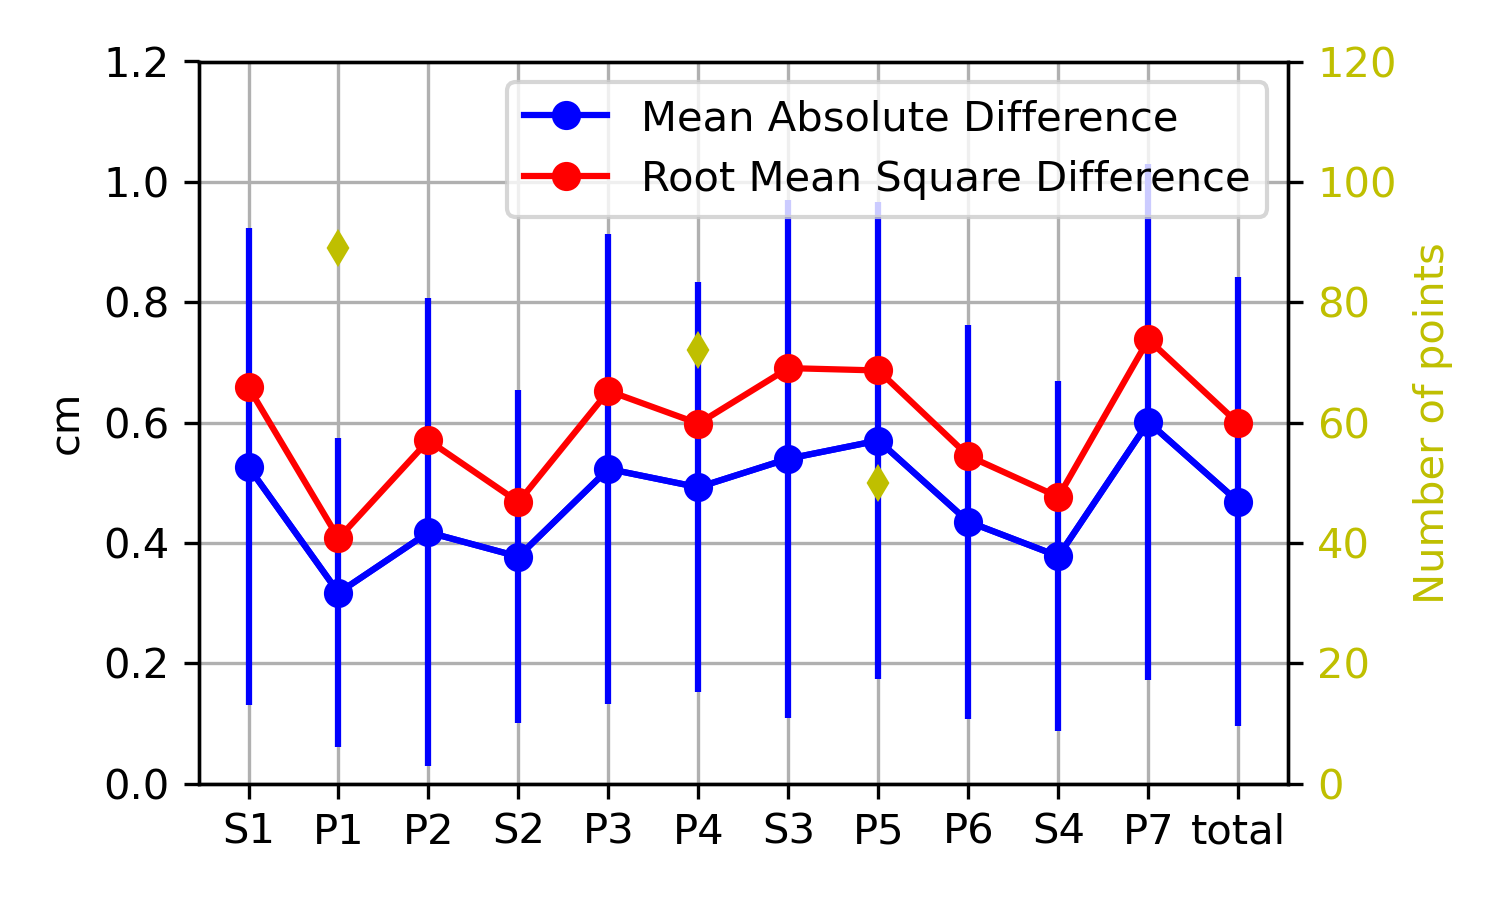 Mean Absolute Difference
Root Mean Square Difference
1.2
1.0
0.8
0.6
0.4
0.2
0.0
cm
120
100
80
60
40
20
0
Number of points
S1 P1 P2 S2 P3 P4 S3 P5 P6 S4 P7 total